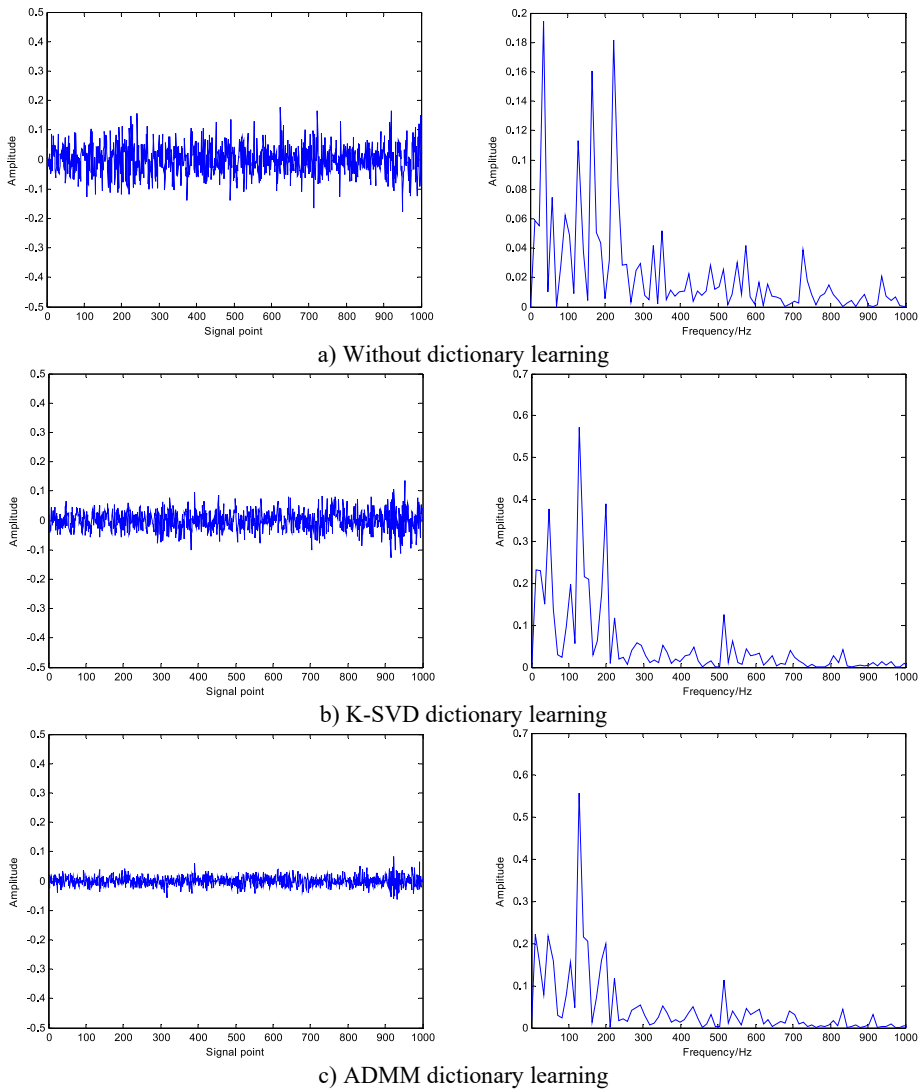 0.5
0.4
0.3
0.2
0.1
0
-0.1
-0.2
-0.3
-0.4
-0.5
Amplitude
0 100 200 300 400 500 600 700 800 900 1000
Signal point
0.2
0.18
0.16
0.14
0.12
0.1
0.08
0.06
0.04
0.02
0
Amplitude
100 200 300 400 500 600 700 800 900 1000
Frequency/Hz
a) Without dictionary learning
0.5
0.4
0.3
0.2
0.1
0
-0.1
-0.2
-0.3
-0.4
-0.5
Amplitude
0 100 200 300 400 500 600 700 800 900 1000
Signal point
0.7
0.6
0.5
0.4
0.3
0.2
0.1
0
Amplitude
100 200 300 400 500 600 700 800 900 1000
Frequency/Hz
b) K-SVD dictionary learning
0.5
0.4
0.3
0.2
0.1
0
-0.1
-0.2
-0.3
-0.4
-0.5
Amplitude
0 100 200 300 400 500 600 700 800 900 1000
Signal point
0.7
0.6
0.5
0.4
0.3
0.2
0.1
0
Amplitude
100 200 300 400 500 600 700 800 900 1000
Frequency/Hz
c) ADMM dictionary learning